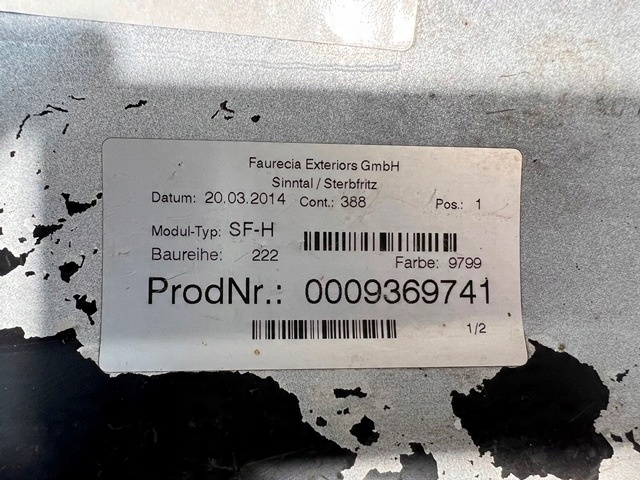 Faurecia Exteriors GmbH
Sinntal / Sterbfritz
Datum: 20.03.2014 Cont.: 388 Pos.: 1
Modul-Typ: SF-H
Baureihe: 222 Farbe: 9799
ProdNr.: 0009369741
1/2